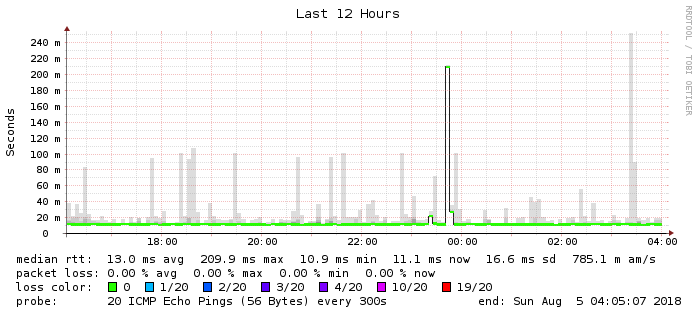 Last 12 Hours
RRDTOOL / TOBI OETIKER
Seconds
240 m
220 m
200 m
180 m
160 m
140 m
120 m
100 m
80 m
60 m
40 m
20 m
0
18:00 20:00 22:00 00:00 02:00 04:00
median rtt: 13.0 ms avg 209.9 ms max 10.9 ms min 11.1 ms now 16.6 ms sd 785.1 m am/s
packet loss: 0.00 % avg 0.00 % max 0.00 % min 0.00 % now
loss color: 0 1/20 2/20 3/20 4/20 10/20 19/20
probe: 20 ICMP Echo Pings (56 Bytes) every 300s end: Sun Aug 5 04:05:07 2018